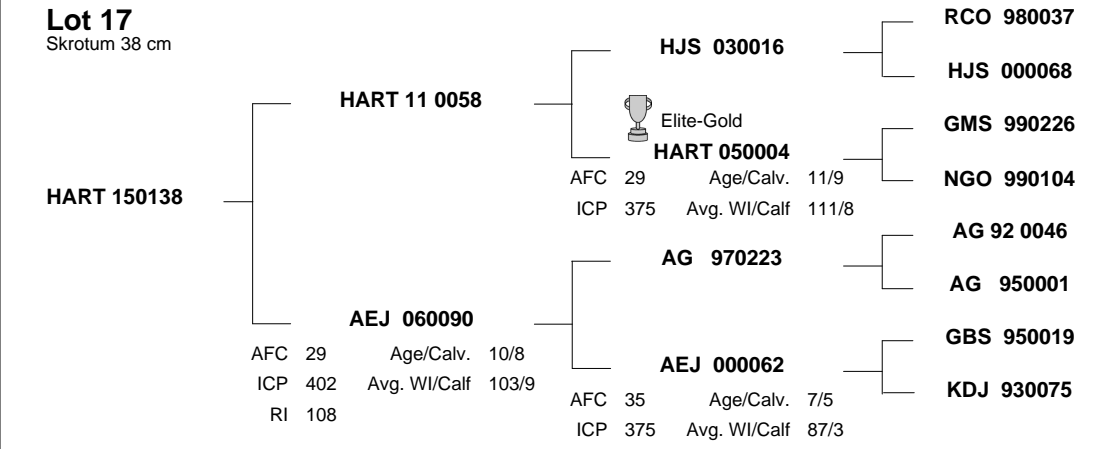 Lot 17
Skrotum 38 cm
RCO 980037
HJS 030016
HJS 000068
HART 11 0058
Elite-Gold
GMS 990226
HART 050004
AFC 29 Age/Calv. 11/9
NGO 990104
HART 150138
ICP 375 Avg. WI/Calf 111/8
AG 92 0046
AG 970223
AG 950001
AEJ 060090
GBS 950019
AFC 29 Age/Calv. 10/8
AEJ 000062
ICP 402 Avg. WI/Calf 103/9
KDJ 930075
AFC 35 Age/Calv. 7/5
RI 108
ICP 375 Avg. WI/Calf 87/3